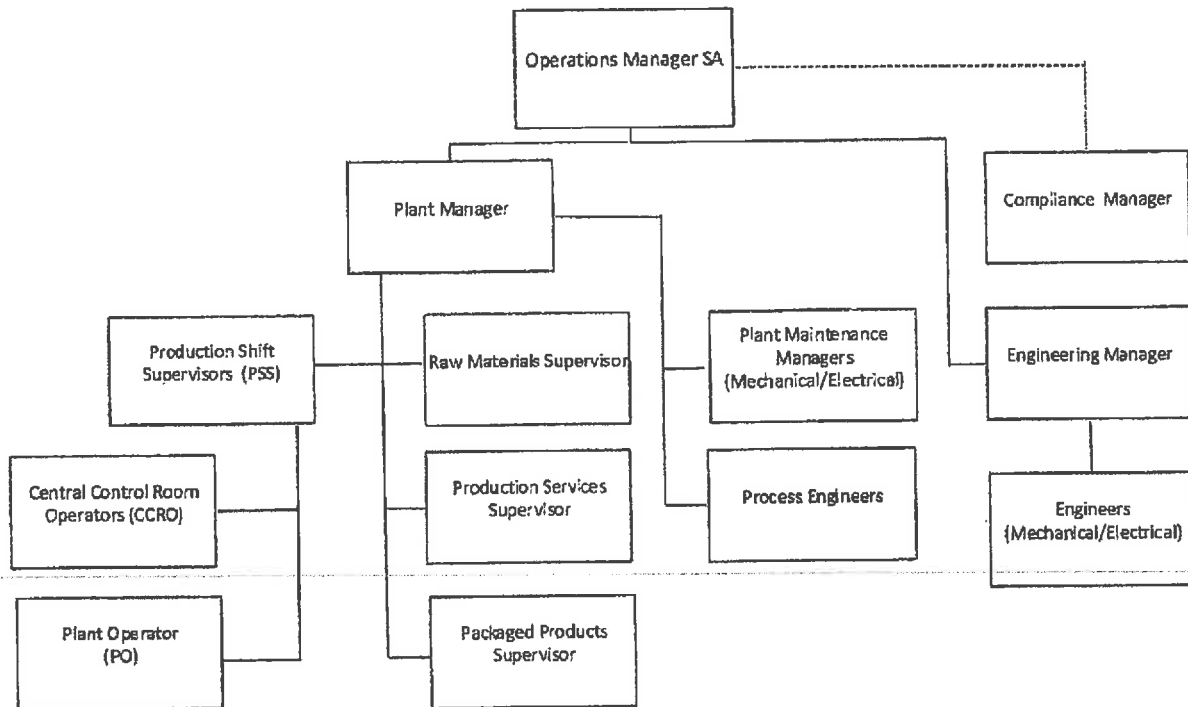 Operations Manager SA
Plant Manager
Compliance Manager
Production Shift
Supervisors (PSS)
Raw Materials Supervisor
Plant Maintenance
Managers
(Mechanical/Electrical)
Engineering Manager
Central Control Room
Operators (CCRO)
Production Services
Supervisor
Process Engineers
Engineers
(Mechanical/Electrical)
Plant Operator
(PO)
Packaged Products
Supervisor